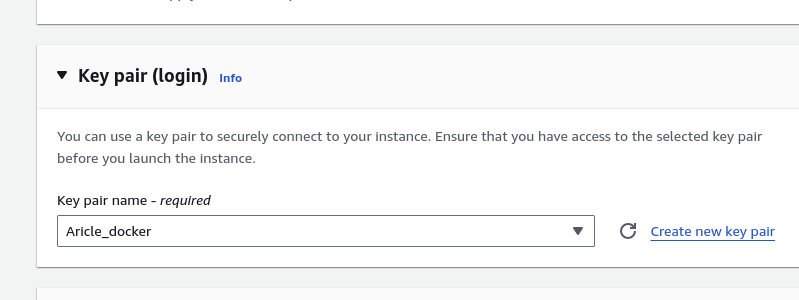 Key pair (login) Info
You can use a key pair to securely connect to your instance. Ensure that you have access to the selected key pair
before you launch the instance.
Key pair name - required
Aricle_docker
Create new key pair